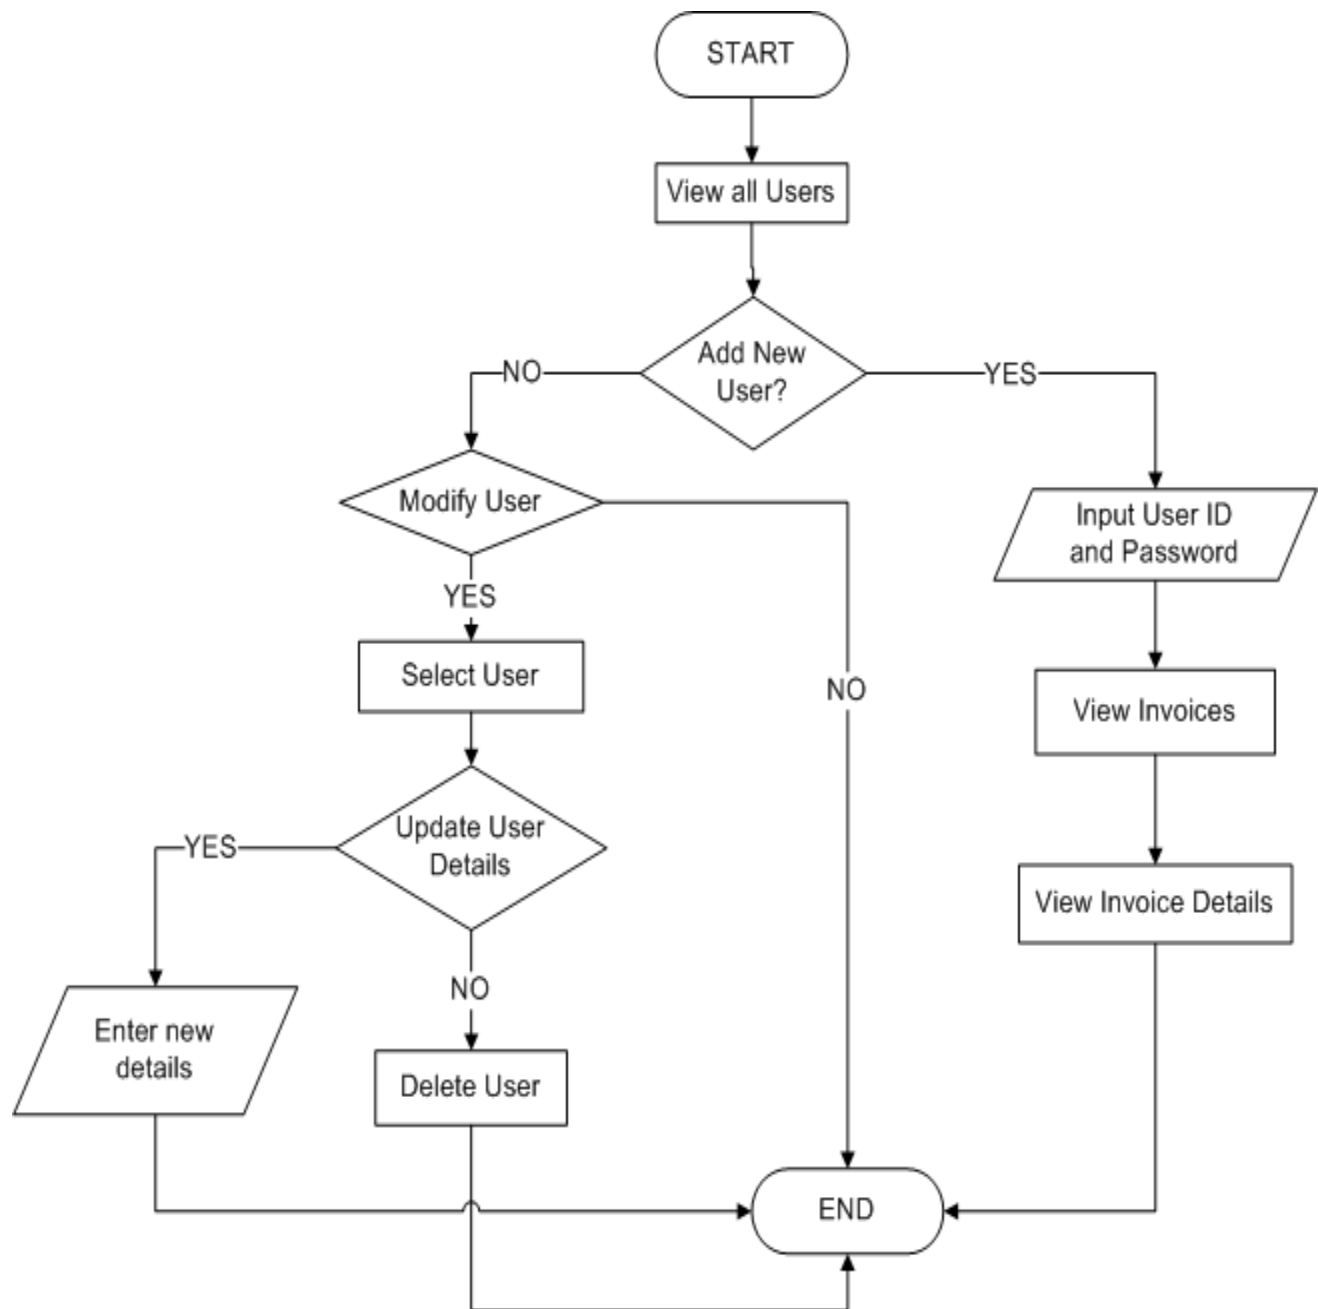 START
View all Users
Add New
User?
NO
YES
Modify User
Input User ID
and Password
YES
Select User
NO
View Invoices
Update User
Details
YES
View Invoice Details
NO
Enter new
details
Delete User
END